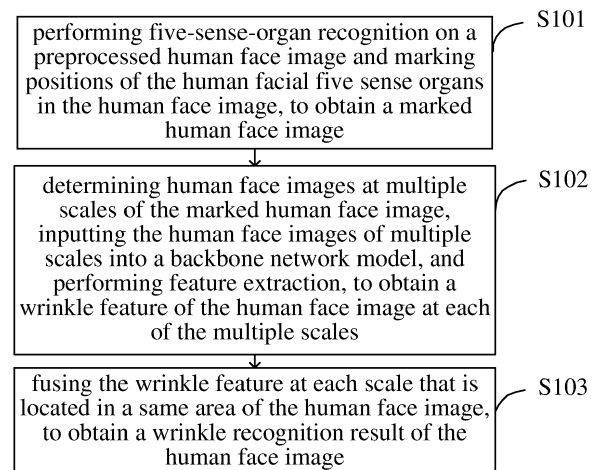 performing five-sense-organ recognition on a
preprocessed human face image and marking
positions of the human facial five sense organs
in the human face image, to obtain a marked
human face image
S101
determining human face images at multiple
scales of the marked human face image,
inputting the human face images of multiple
scales into a backbone network model, and
performing feature extraction, to obtain a
wrinkle feature of the human face image at each
of the multiple scales
S102
fusing the wrinkle feature at each scale that is
located in a same area of the human face image,
to obtain a wrinkle recognition result of the
human face image
S103